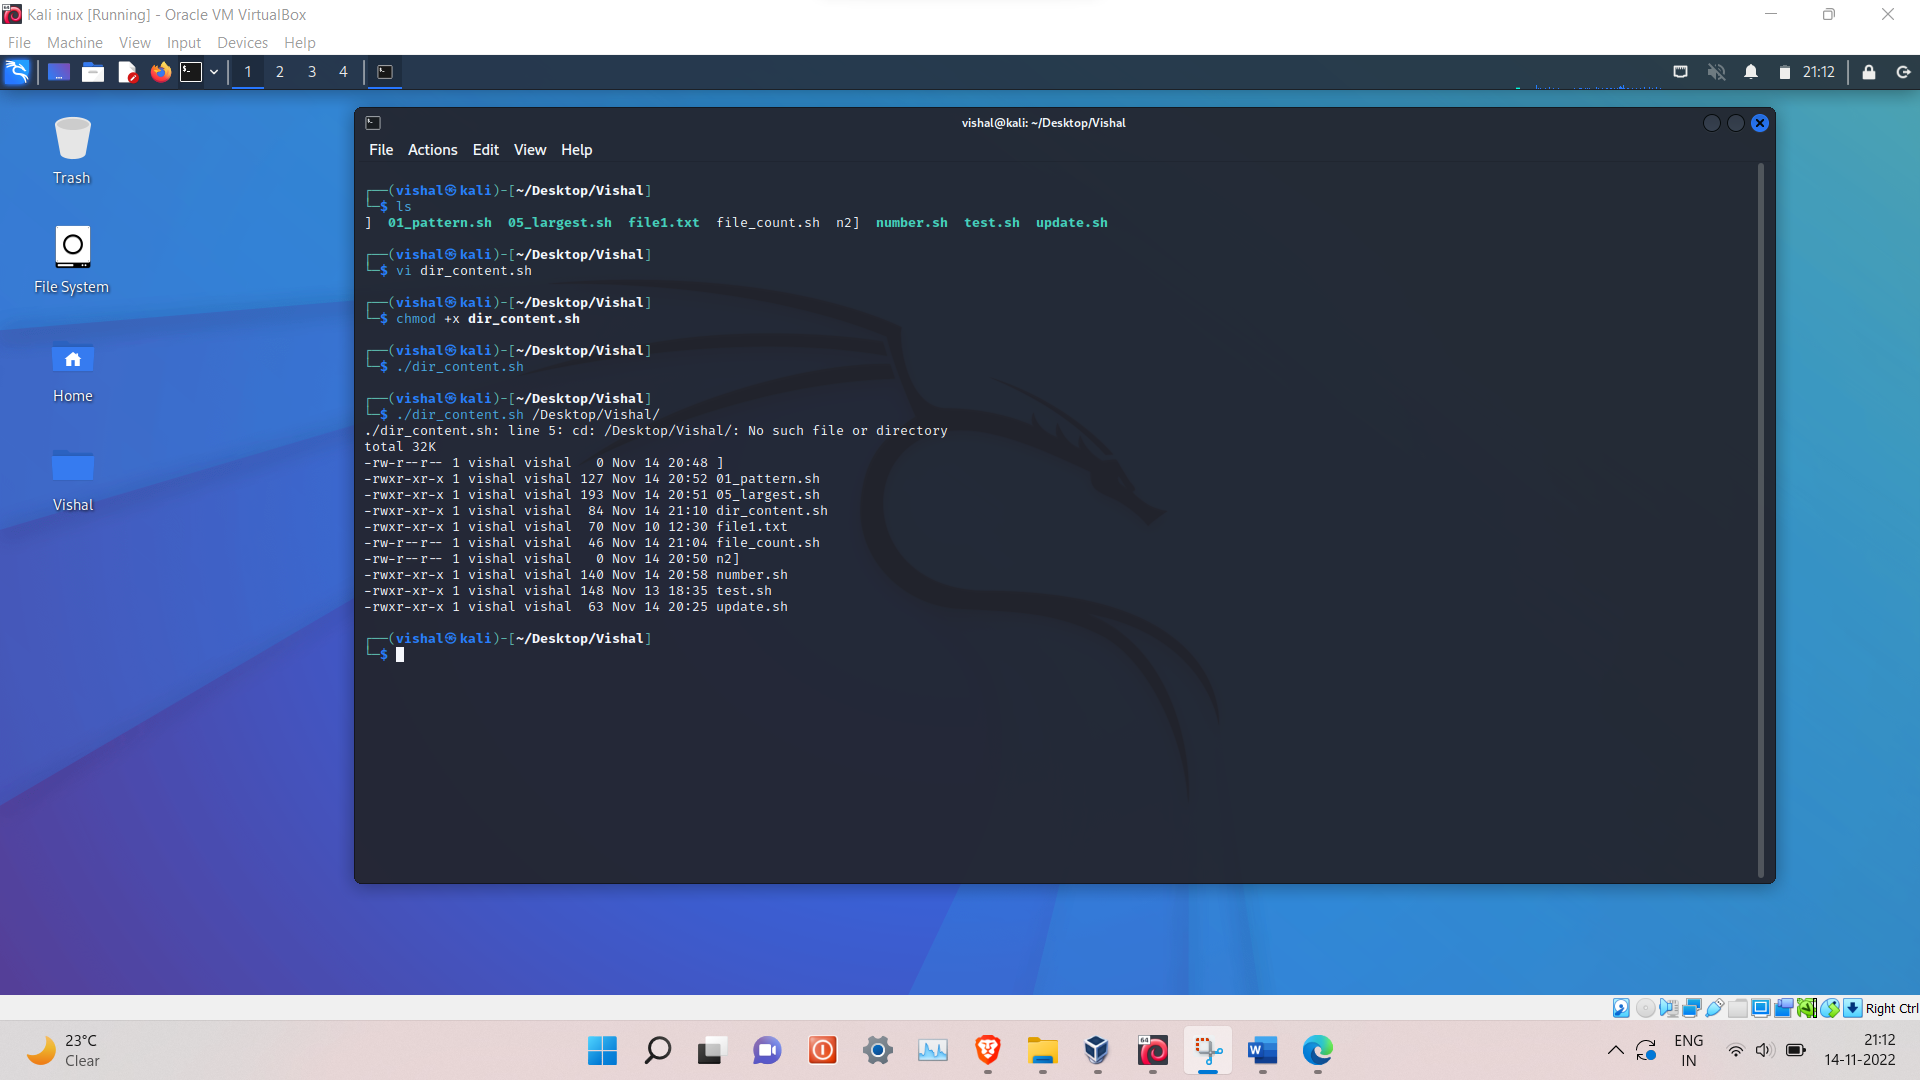 Kali inux [Running] - Oracle VM VirtualBox
File Machine View Input Devices Help
1 2 3 4 21:12
Trash
File System
Home
Vishal
vishal@kali: ~/Desktop/Vishal
File Actions Edit View Help
┌──(vishal㉿kali)-[~/Desktop/Vishal]
└─$ ls
]  01_pattern.sh  05_largest.sh  file1.txt  file_count.sh  n2]  number.sh  test.sh  update.sh
┌──(vishal㉿kali)-[~/Desktop/Vishal]
└─$ vi dir_content.sh
┌──(vishal㉿kali)-[~/Desktop/Vishal]
└─$ chmod +x dir_content.sh
┌──(vishal㉿kali)-[~/Desktop/Vishal]
└─$ ./dir_content.sh
┌──(vishal㉿kali)-[~/Desktop/Vishal]
└─$ ./dir_content.sh /Desktop/Vishal/
./dir_content.sh: line 5: cd: /Desktop/Vishal/: No such file or directory
total 32K
-rw-r--r-- 1 vishal vishal   0 Nov 14 20:48 ]
-rwxr-xr-x 1 vishal vishal 127 Nov 14 20:52 01_pattern.sh
-rwxr-xr-x 1 vishal vishal 193 Nov 14 20:51 05_largest.sh
-rwxr-xr-x 1 vishal vishal  84 Nov 14 21:10 dir_content.sh
-rwxr-xr-x 1 vishal vishal  70 Nov 10 12:30 file1.txt
-rw-r--r-- 1 vishal vishal  46 Nov 14 21:04 file_count.sh
-rw-r--r-- 1 vishal vishal   0 Nov 14 20:50 n2]
-rwxr-xr-x 1 vishal vishal 140 Nov 14 20:58 number.sh
-rwxr-xr-x 1 vishal vishal 148 Nov 13 18:35 test.sh
-rwxr-xr-x 1 vishal vishal  63 Nov 14 20:25 update.sh
┌──(vishal㉿kali)-[~/Desktop/Vishal]
└─$
Right Ctrl
23°C
Clear
64
ENG
IN
21:12
14-11-2022